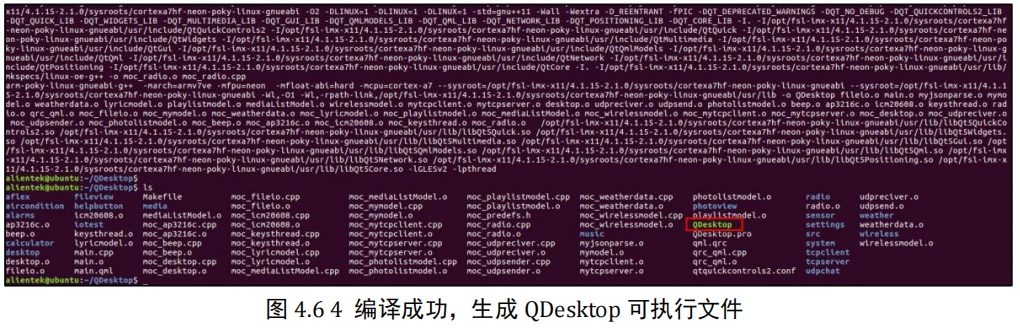 x11/4.1.15-2.1.0/sysroots/cortexa7hf-neon-poky-linux-gnueabi -O2 -DLINUX=1 -DLINUX=1 -DLINUX=1 -std=gnu++11 -Wall -Wextra -D_REENTRANT -fPIC -DQT_DEPRECATED_WARNINGS -DQT_NO_DEBUG -DQT_QUICKCONTROLS2_LIB
-DQT_QUICK_LIB -DQT_WIDGETS_LIB -DQT_MULTIMEDIA_LIB -DQT_GUI_LIB -DQT_QMLMODELS_LIB -DQT_QML_LIB -DQT_NETWORK_LIB -DQT_POSITIONING_LIB -DQT_CORE_LIB -I. -I/opt/fsl-imx-x11/4.1.15-2.1.0/sysroots/cortexa7hf
-neon-poky-linux-gnueabi/usr/include/QtQuickControls2 -I/opt/fsl-imx-x11/4.1.15-2.1.0/sysroots/cortexa7hf-neon-poky-linux-gnueabi/usr/include/QtQuick -I/opt/fsl-imx-x11/4.1.15-2.1.0/sysroots/cortexa7hf-ne
on-poky-linux-gnueabi/usr/include/QtWidgets -I/opt/fsl-imx-x11/4.1.15-2.1.0/sysroots/cortexa7hf-neon-poky-linux-gnueabi/usr/include/QtMultimedia -I/opt/fsl-imx-x11/4.1.15-2.1.0/sysroots/cortexa7hf-neon-po
ky-linux-gnueabi/usr/include/QtGui -I/opt/fsl-imx-x11/4.1.15-2.1.0/sysroots/cortexa7hf-neon-poky-linux-gnueabi/usr/include/QtQmlModels -I/opt/fsl-imx-x11/4.1.15-2.1.0/sysroots/cortexa7hf-neon-poky-linux-g
nueabi/usr/include/QtQml -I/opt/fsl-imx-x11/4.1.15-2.1.0/sysroots/cortexa7hf-neon-poky-linux-gnueabi/usr/include/QtNetwork -I/opt/fsl-imx-x11/4.1.15-2.1.0/sysroots/cortexa7hf-neon-poky-linux-gnueabi/usr/i
nclude/QtPositioning -I/opt/fsl-imx-x11/4.1.15-2.1.0/sysroots/cortexa7hf-neon-poky-linux-gnueabi/usr/include/QtCore -I. -I/opt/fsl-imx-x11/4.1.15-2.1.0/sysroots/cortexa7hf-neon-poky-linux-gnueabi/usr/lib/
mkspecs/linux-oe-g++ -o moc_radio.o moc_radio.cpp
arm-poky-linux-gnueabi-g++ -march=armv7ve -mfpu=neon -mfloat-abi=hard -mcpu=cortex-a7 --sysroot=/opt/fsl-imx-x11/4.1.15-2.1.0/sysroots/cortexa7hf-neon-poky-linux-gnueabi --sysroot=/opt/fsl-imx-x11/4.1.1
5-2.1.0/sysroots/cortexa7hf-neon-poky-linux-gnueabi -Wl,-O1 -Wl,-rpath-link,/opt/fsl-imx-x11/4.1.15-2.1.0/sysroots/cortexa7hf-neon-poky-linux-gnueabi/usr/lib -o QDesktop fileio.o main.o myjsonparse.o mymo
del.o weatherdata.o lyricmodel.o playlistmodel.o mediaListModel.o wirelessmodel.o mytcpclient.o mytcpserver.o desktop.o udpreciver.o udpsend.o photolistmodel.o beep.o ap3216c.o icm20608.o keysthread.o rad
io.o qrc_qml.o moc_fileio.o moc_mymodel.o moc_weatherdata.o moc_lyricmodel.o moc_playlistmodel.o moc_mediaListModel.o moc_wirelessmodel.o moc_mytcpclient.o moc_mytcpserver.o moc_desktop.o moc_udpreciver.o
moc_udpsender.o moc_photolistmodel.o moc_beep.o moc_ap3216c.o moc_icm20608.o moc_keysthread.o moc_radio.o /opt/fsl-imx-x11/4.1.15-2.1.0/sysroots/cortexa7hf-neon-poky-linux-gnueabi/usr/lib/libQt5QuickCo
ntrols2.so /opt/fsl-imx-x11/4.1.15-2.1.0/sysroots/cortexa7hf-neon-poky-linux-gnueabi/usr/lib/libQt5Quick.so /opt/fsl-imx-x11/4.1.15-2.1.0/sysroots/cortexa7hf-neon-poky-linux-gnueabi/usr/lib/libQt5Widgets.
so /opt/fsl-imx-x11/4.1.15-2.1.0/sysroots/cortexa7hf-neon-poky-linux-gnueabi/usr/lib/libQt5Multimedia.so /opt/fsl-imx-x11/4.1.15-2.1.0/sysroots/cortexa7hf-neon-poky-linux-gnueabi/usr/lib/libQt5Gui.so /opt
/fsl-imx-x11/4.1.15-2.1.0/sysroots/cortexa7hf-neon-poky-linux-gnueabi/usr/lib/libQt5QmlModels.so /opt/fsl-imx-x11/4.1.15-2.1.0/sysroots/cortexa7hf-neon-poky-linux-gnueabi/usr/lib/libQt5Qml.so /opt/fsl-imx
-x11/4.1.15-2.1.0/sysroots/cortexa7hf-neon-poky-linux-gnueabi/usr/lib/libQt5Network.so /opt/fsl-imx-x11/4.1.15-2.1.0/sysroots/cortexa7hf-neon-poky-linux-gnueabi/usr/lib/libQt5Positioning.so /opt/fsl-imx-x
11/4.1.15-2.1.0/sysroots/cortexa7hf-neon-poky-linux-gnueabi/usr/lib/libQt5Core.so -lGLESv2 -lpthread
alientek@ubuntu:~/QDesktop$
alientek@ubuntu:~/QDesktop$ ls
aflex fileview Makefile moc_fileio.cpp moc_mediaListModel.o moc_playlistmodel.cpp moc_weatherdata.cpp photolistmodel.o radio udpreciver.o
aircondition helpbutton media moc_fileio.o moc_mymodel.cpp moc_playlistmodel.o moc_weatherdata.o photoview radio.o udpsend.o
alarms icm20608.o mediaListModel.o moc_icm20608.cpp moc_mymodel.o moc_predefs.h moc_wirelessmodel.cpp playlistmodel.o sensor weather
ap3216c.o iotest moc_ap3216c.cpp moc_icm20608.o moc_mytcpclient.cpp moc_radio.cpp moc_wirelessmodel.o QDesktop settings weatherdata.o
beep.o keysthread.o moc_ap3216c.o moc_keysthread.cpp moc_mytcpclient.o moc_radio.o music QDesktop.pro src wireless
calculator lyricmodel.o moc_beep.cpp moc_keysthread.o moc_mytcpserver.cpp moc_udpreciver.cpp myjsonparse.o qml.qrc system wirelessmodel.o
desktop main.cpp moc_beep.o moc_lyricmodel.cpp moc_mytcpserver.o moc_udpreciver.o mymodel.o qrc_qml.cpp tcpclient
desktop.o main.o moc_desktop.cpp moc_lyricmodel.o moc_photolistmodel.cpp moc_udpsender.cpp mytcpclient.o qrc_qml.o tcpserver
fileio.o main.qml moc_desktop.o moc_mediaListModel.cpp moc_photolistmodel.o moc_udpsender.o mytcpserver.o qtquickcontrols2.conf udpchat
alientek@ubuntu:~/QDesktop$ _
图 4.6 4 编译成功，生成 QDesktop 可执行文件